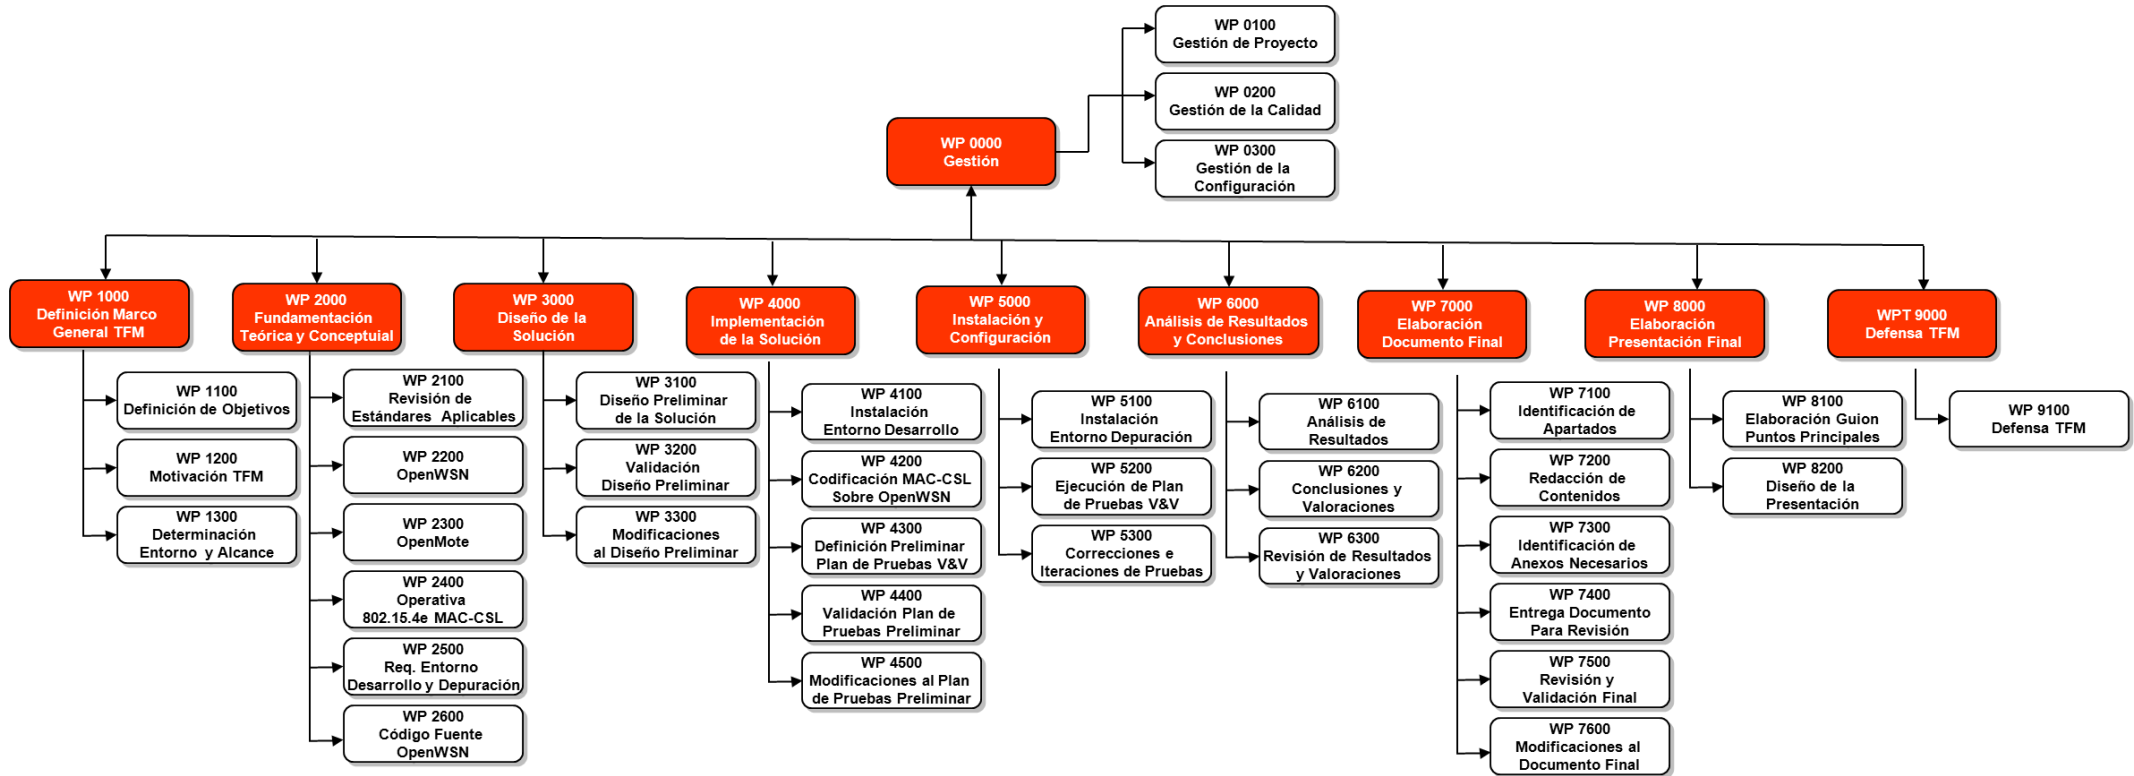 WP 0100
Gestión de Proyecto
WP 0200
Gestión de la Calidad
WP 0300
Gestión de la
Configuración
WP 0000
Gestión
WP 1000
Definición Marco
General TFM
WP 1100
Definición de Objetivos
WP 1200
Motivación TFM
WP 1300
Determinación
Entorno y Alcance
WP 2000
Fundamentación
Teórica y Conceptuial
WP 2100
Revisión de
Estándares Aplicables
WP 2200
OpenWSN
WP 2300
OpenMote
WP 2400
Operativa
802.15.4e MAC-CSL
WP 2500
Req. Entorno
Desarrollo y Depuración
WP 2600
Código Fuente
OpenWSN
WP 3000
Diseño de la
Solución
WP 3100
Diseño Preliminar
de la Solución
WP 3200
Validación
Diseño Preliminar
WP 3300
Modificaciones
al Diseño Preliminar
WP 4000
Implementación
de la Solución
WP 4100
Instalación
Entorno Desarrollo
WP 4200
Codificación MAC-CSL
Sobre OpenWSN
WP 4300
Definición Preliminar
Plan de Pruebas V&V
WP 4400
Validación Plan de
Pruebas Preliminar
WP 4500
Modificaciones al Plan
de Pruebas Preliminar
WP 5000
Instalación y
Configuración
WP 5100
Instalación
Entorno Depuración
WP 5200
Ejecución de Plan
de Pruebas V&V
WP 5300
Correcciones e
Iteraciones de Pruebas
WP 6000
Análisis de Resultados
y Conclusiones
WP 6100
Análisis de
Resultados
WP 6200
Conclusiones y
Valoraciones
WP 6300
Revisión de Resultados
y Valoraciones
WP 7000
Elaboración
Documento Final
WP 7100
Identificación de
Apartados
WP 7200
Redacción de
Contenidos
WP 7300
Identificación de
Anexos Necesarios
WP 7400
Entrega Documento
Para Revisión
WP 7500
Revisión y
Validación Final
WP 7600
Modificaciones al
Documento Final
WP 8000
Elaboración
Presentación Final
WP 8100
Elaboración Guion
Puntos Principales
WP 8200
Diseño de la
Presentación
WPT 9000
Defensa TFM
WP 9100
Defensa TFM